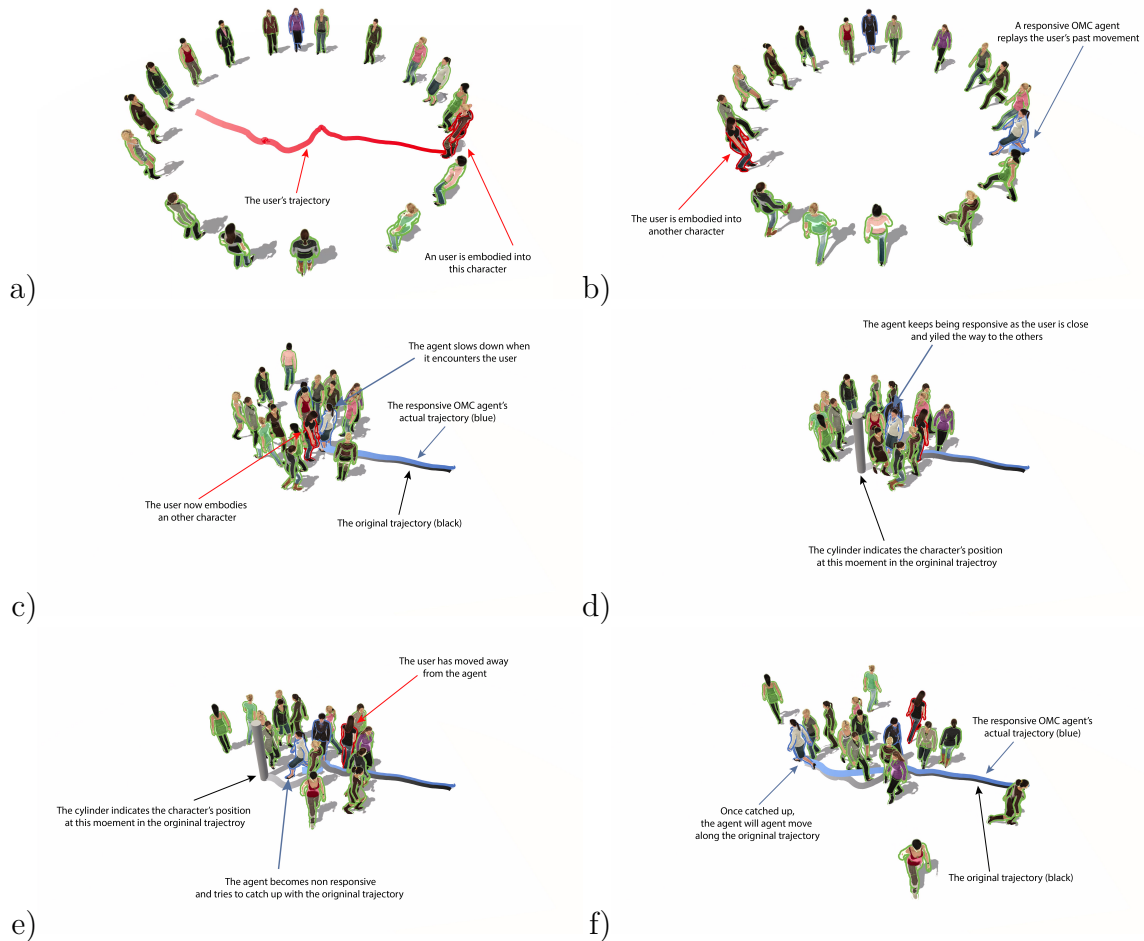 The user's trajectory
An user is embodied into
this character
a)
A responsive OMC agent
replays the user's past movement
The user is embodied into
another character
b)
The agent slows down when
it encounters the user
The responsive OMC agent's
actual trajectory (blue)
The user now embodies
an other character
The original trajectory (black)
c)
The agent keeps being responsive as the user is close
and yiled the way to the others
The cylinder indicates the character's position
at this moement in the orgininal trajectroy
d)
The user has moved away
from the agent
The cylinder indicates the character's position
at this moement in the orgininal trajectroy
The agent becomes non responsive
and tries to catch up with the origninal trajectory
e)
The responsive OMC agent's
actual trajectory (blue)
Once catched up,
the agent will agent move
along the origninal trajectory
The original trajectory (black)
f)